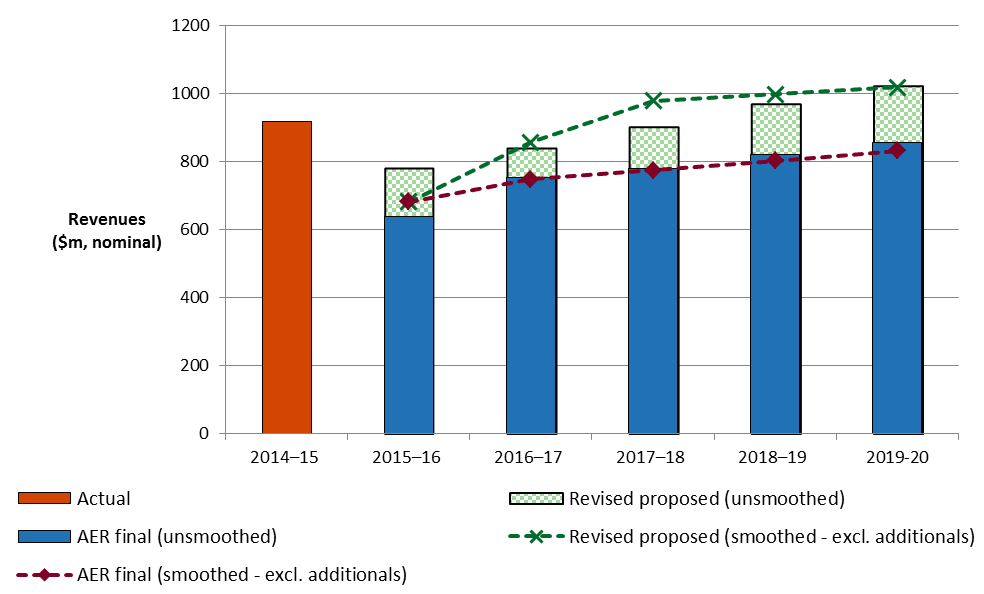 1200
1000
800
600
400
200
0
Revenues
($m, nominal)
2014–15
2015–16
2016–17
2017–18
2018–19
2019-20
Actual
Revised proposed (unsmoothed)
AER final (unsmoothed)
Revised proposed (smoothed - excl. additionals)
AER final (smoothed - excl. additionals)